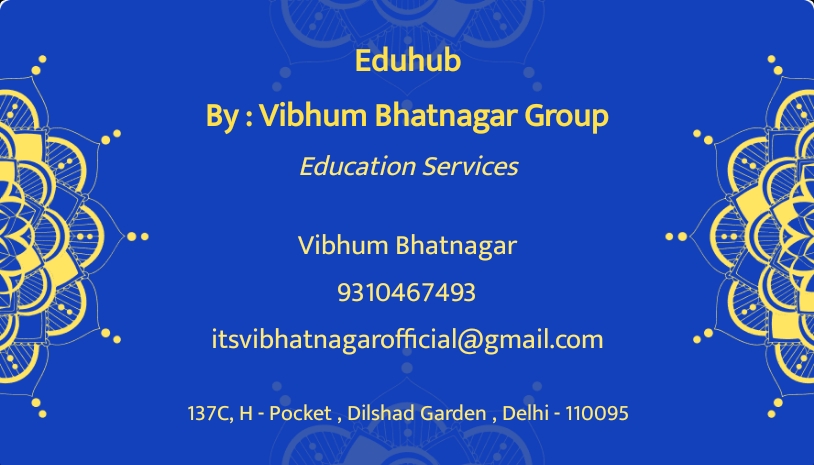 Eduhub
By : Vibhum Bhatnagar Group
Education Services
Vibhum Bhatnagar
9310467493
itsvibhatnagarofficial@gmail.com
137C, H - Pocket , Dilshad Garden , Delhi - 110095